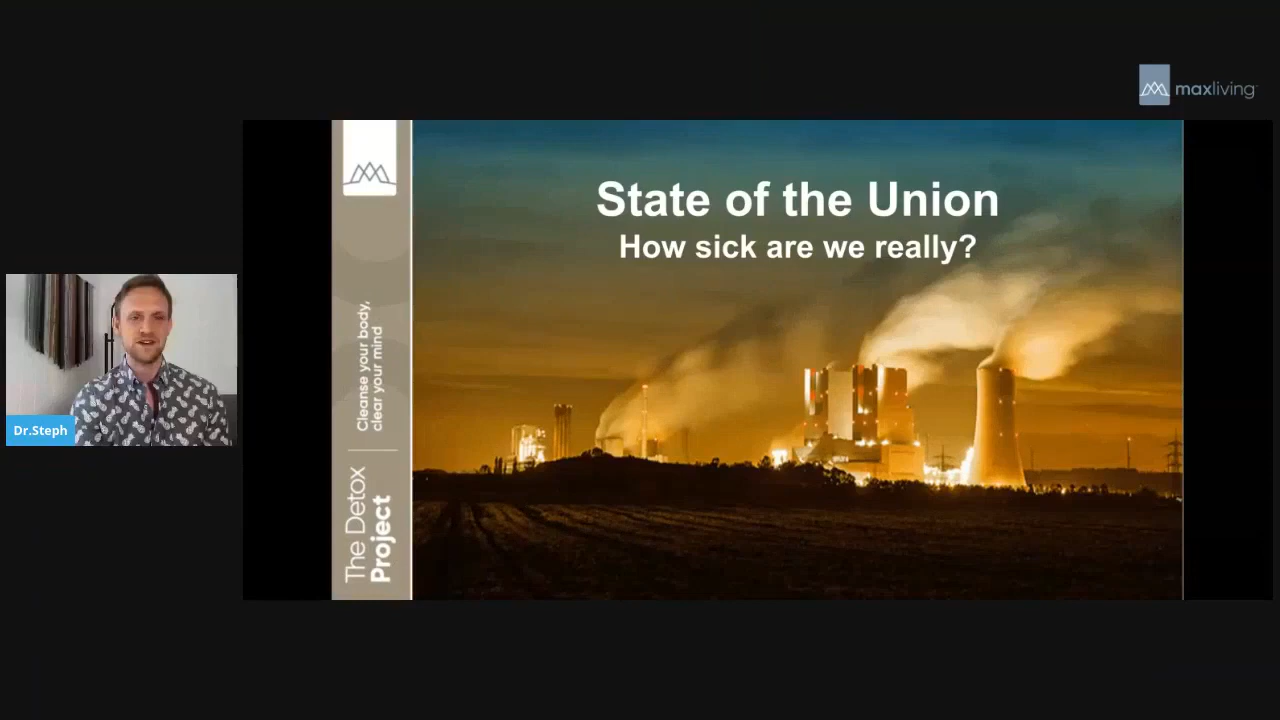 maxliving
State of the Union
How sick are we really?
Cleanse your body,
clear your mind
The Detox
Project
Dr.Steph